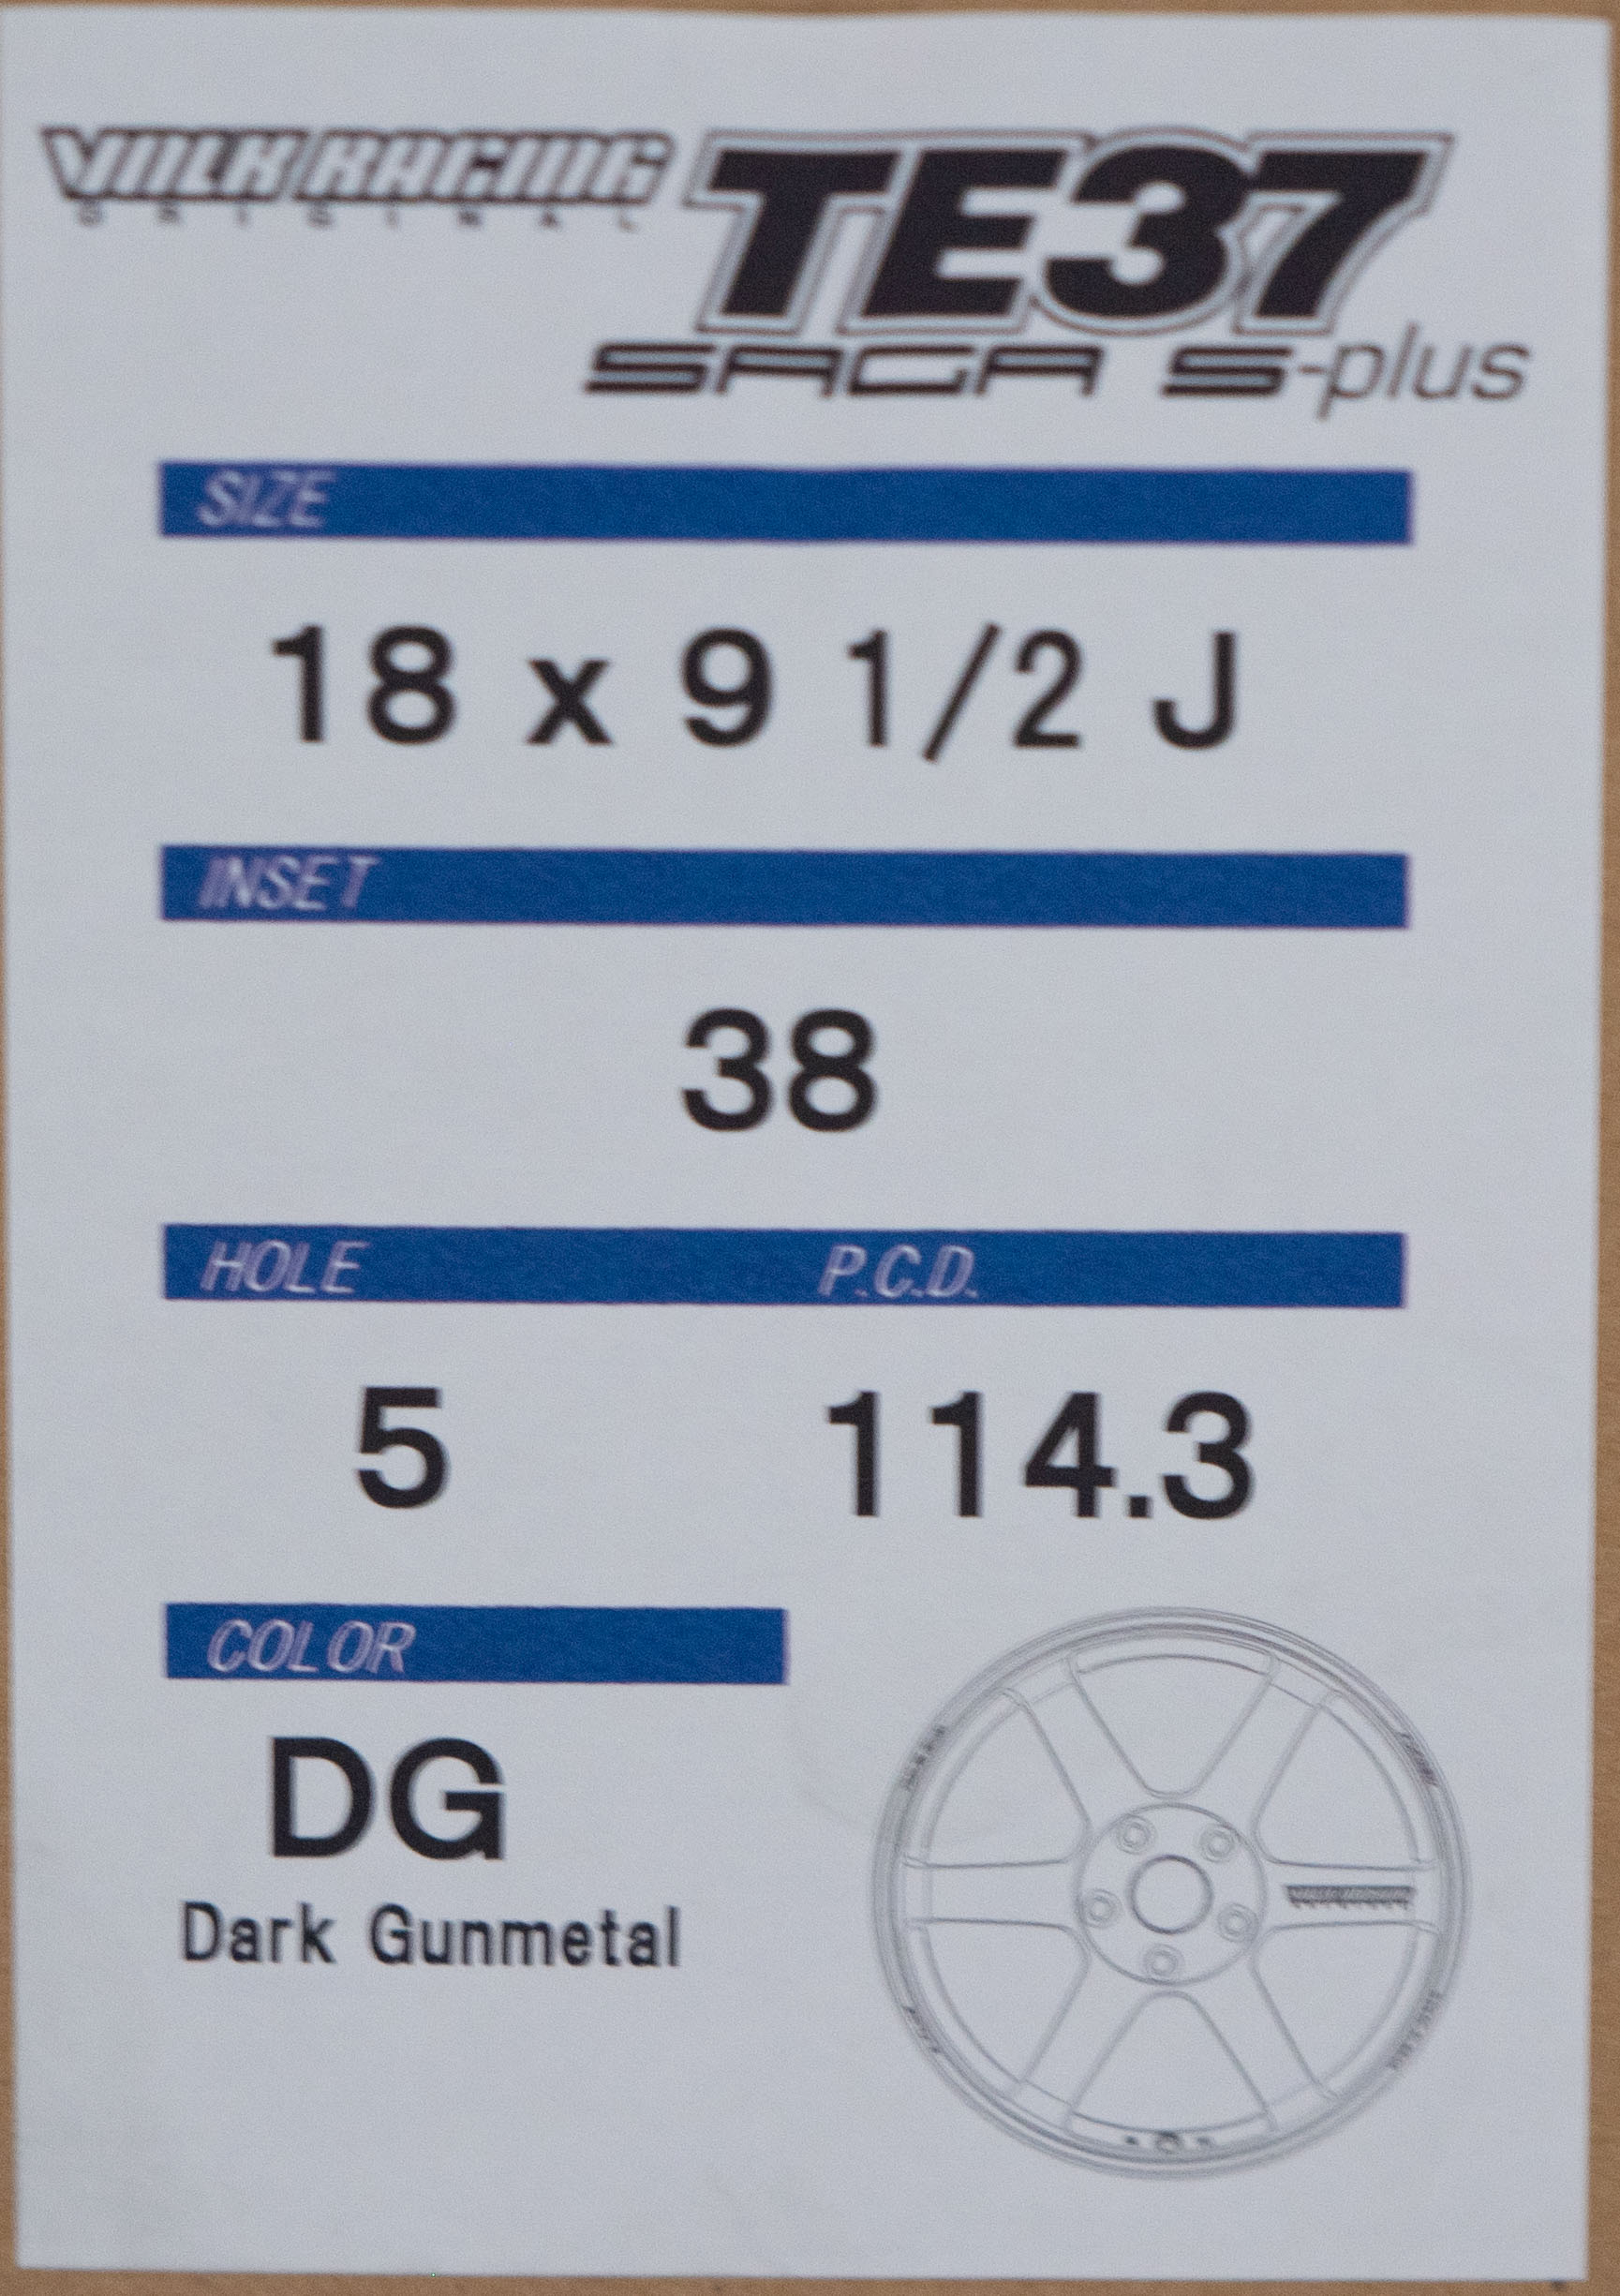 VOLK RACING TE37
ORIGINAL
SAGA S-plus
SIZE
18 x 9 1/2 J
INSET
38
HOLE P.C.D.
5 114.3
COLOR
DG
Dark Gunmetal